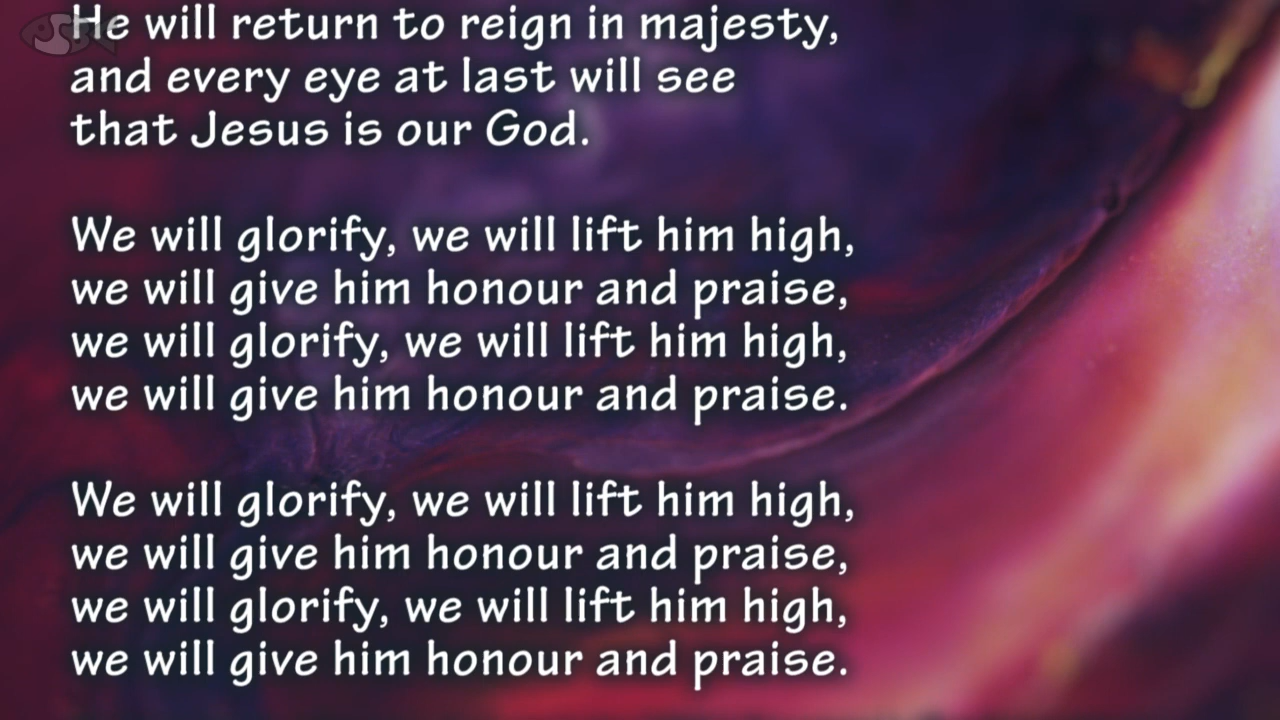 He will return to reign in majesty,
and every eye at last will see
that Jesus is our God.
We will glorify, we will lift him high,
we will give him honour and praise,
we will glorify, we will lift him high,
we will give him honour and praise.
We will glorify, we will lift him high,
we will give him honour and praise,
we will glorify, we will lift him high,
we will give him honour and praise.